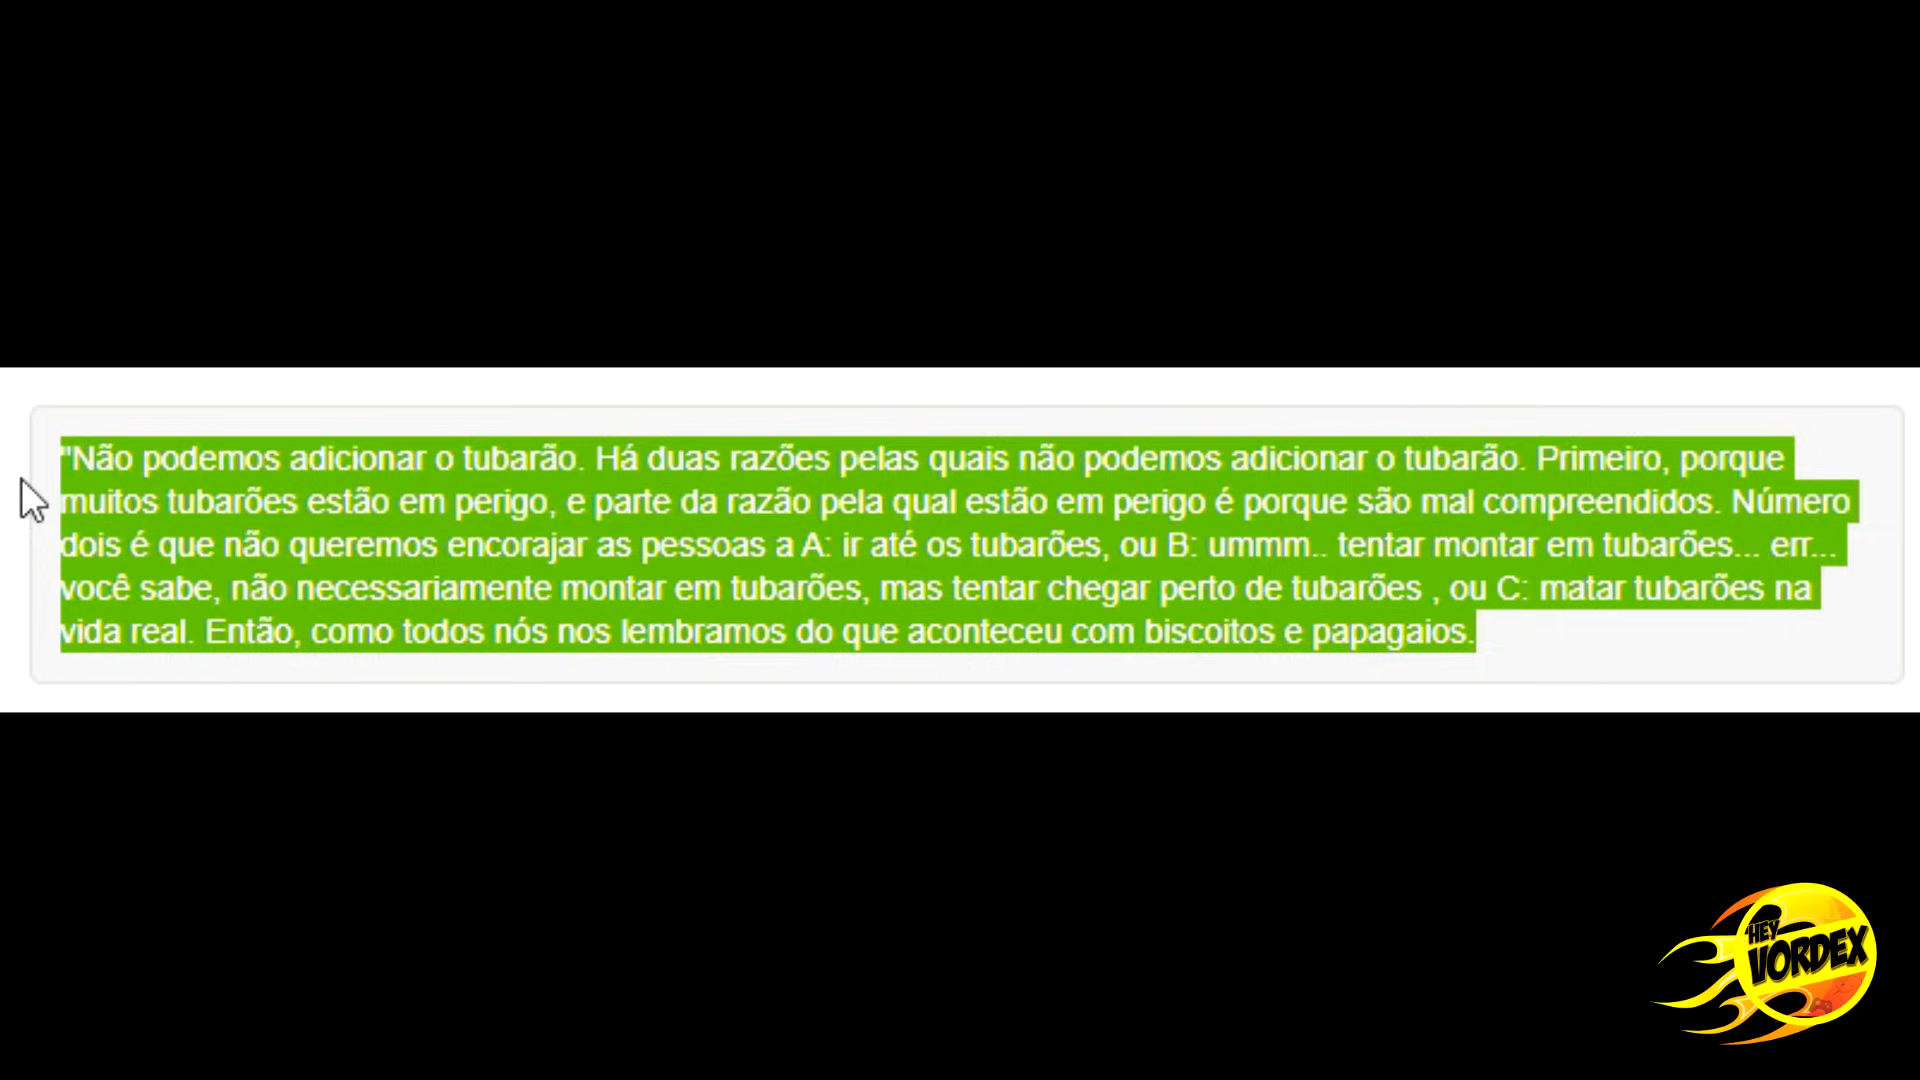 "Não podemos adicionar o tubarão. Há duas razões pelas quais não podemos adicionar o tubarão. Primeiro, porque
muitos tubarões estão em perigo, e parte da razão pela qual estão em perigo é porque são mal compreendidos. Número
dois é que não queremos encorajar as pessoas a A: ir até os tubarões, ou B: ummm.. tentar montar em tubarões... err...
você sabe, não necessariamente montar em tubarões, mas tentar chegar perto de tubarões , ou C: matar tubarões na
vida real. Então, como todos nós nos lembramos do que aconteceu com biscoitos e papagaios.
HEY
VORDEX